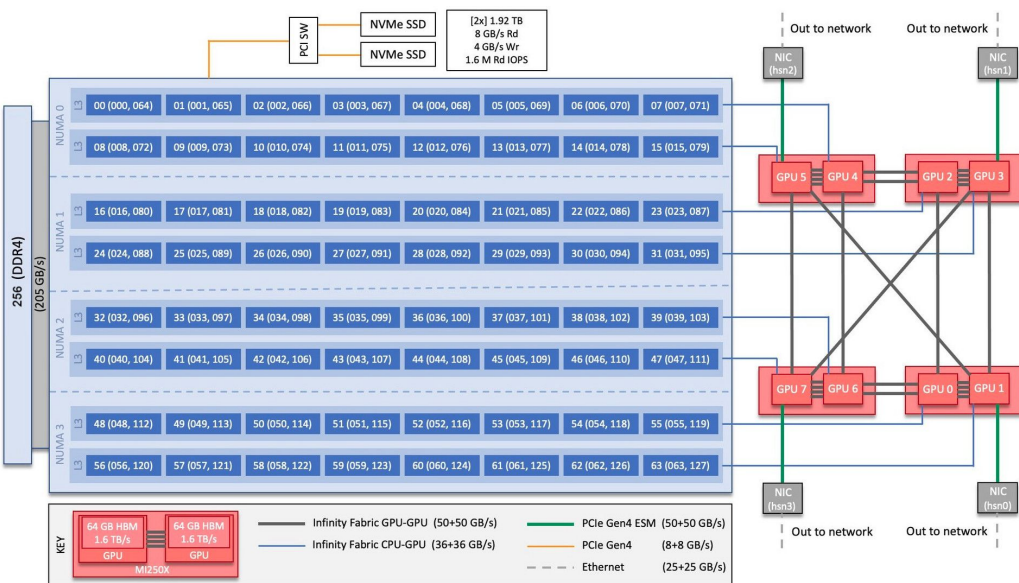 PCI SW
NVMe SSD
NVMe SSD
[2x] 1.92 TB
8 GB/s Rd
4 GB/s Wr
1.6 M Rd IOPS
Out to network
Out to network
NIC
(hsn2)
NIC
(hsn1)
256 (DDR4)
(205 GB/s)
NUMA 0
L3
00 (000, 064) 01 (001, 065) 02 (002, 066) 03 (003, 067) 04 (004, 068) 05 (005, 069) 06 (006, 070) 07 (007, 071)
L3
08 (008, 072) 09 (009, 073) 10 (010, 074) 11 (011, 075) 12 (012, 076) 13 (013, 077) 14 (014, 078) 15 (015, 079)
NUMA 1
L3
16 (016, 080) 17 (017, 081) 18 (018, 082) 19 (019, 083) 20 (020, 084) 21 (021, 085) 22 (022, 086) 23 (023, 087)
L3
24 (024, 088) 25 (025, 089) 26 (026, 090) 27 (027, 091) 28 (028, 092) 29 (029, 093) 30 (030, 094) 31 (031, 095)
NUMA 2
L3
32 (032, 096) 33 (033, 097) 34 (034, 098) 35 (035, 099) 36 (036, 100) 37 (037, 101) 38 (038, 102) 39 (039, 103)
L3
40 (040, 104) 41 (041, 105) 42 (042, 106) 43 (043, 107) 44 (044, 108) 45 (045, 109) 46 (046, 110) 47 (047, 111)
NUMA 3
L3
48 (048, 112) 49 (049, 113) 50 (050, 114) 51 (051, 115) 52 (052, 116) 53 (053, 117) 54 (054, 118) 55 (055, 119)
L3
56 (056, 120) 57 (057, 121) 58 (058, 122) 59 (059, 123) 60 (060, 124) 61 (061, 125) 62 (062, 126) 63 (063, 127)
GPU 5 GPU 4 GPU 2 GPU 3
GPU 7 GPU 6 GPU 0 GPU 1
NIC
(hsn3)
NIC
(hsn0)
Out to network
Out to network
KEY
64 GB HBM
1.6 TB/s
GPU
64 GB HBM
1.6 TB/s
GPU
MI250X
Infinity Fabric GPU-GPU (50+50 GB/s)
Infinity Fabric CPU-GPU (36+36 GB/s)
PCIe Gen4 ESM (50+50 GB/s)
PCIe Gen4 (8+8 GB/s)
Ethernet (25+25 GB/s)